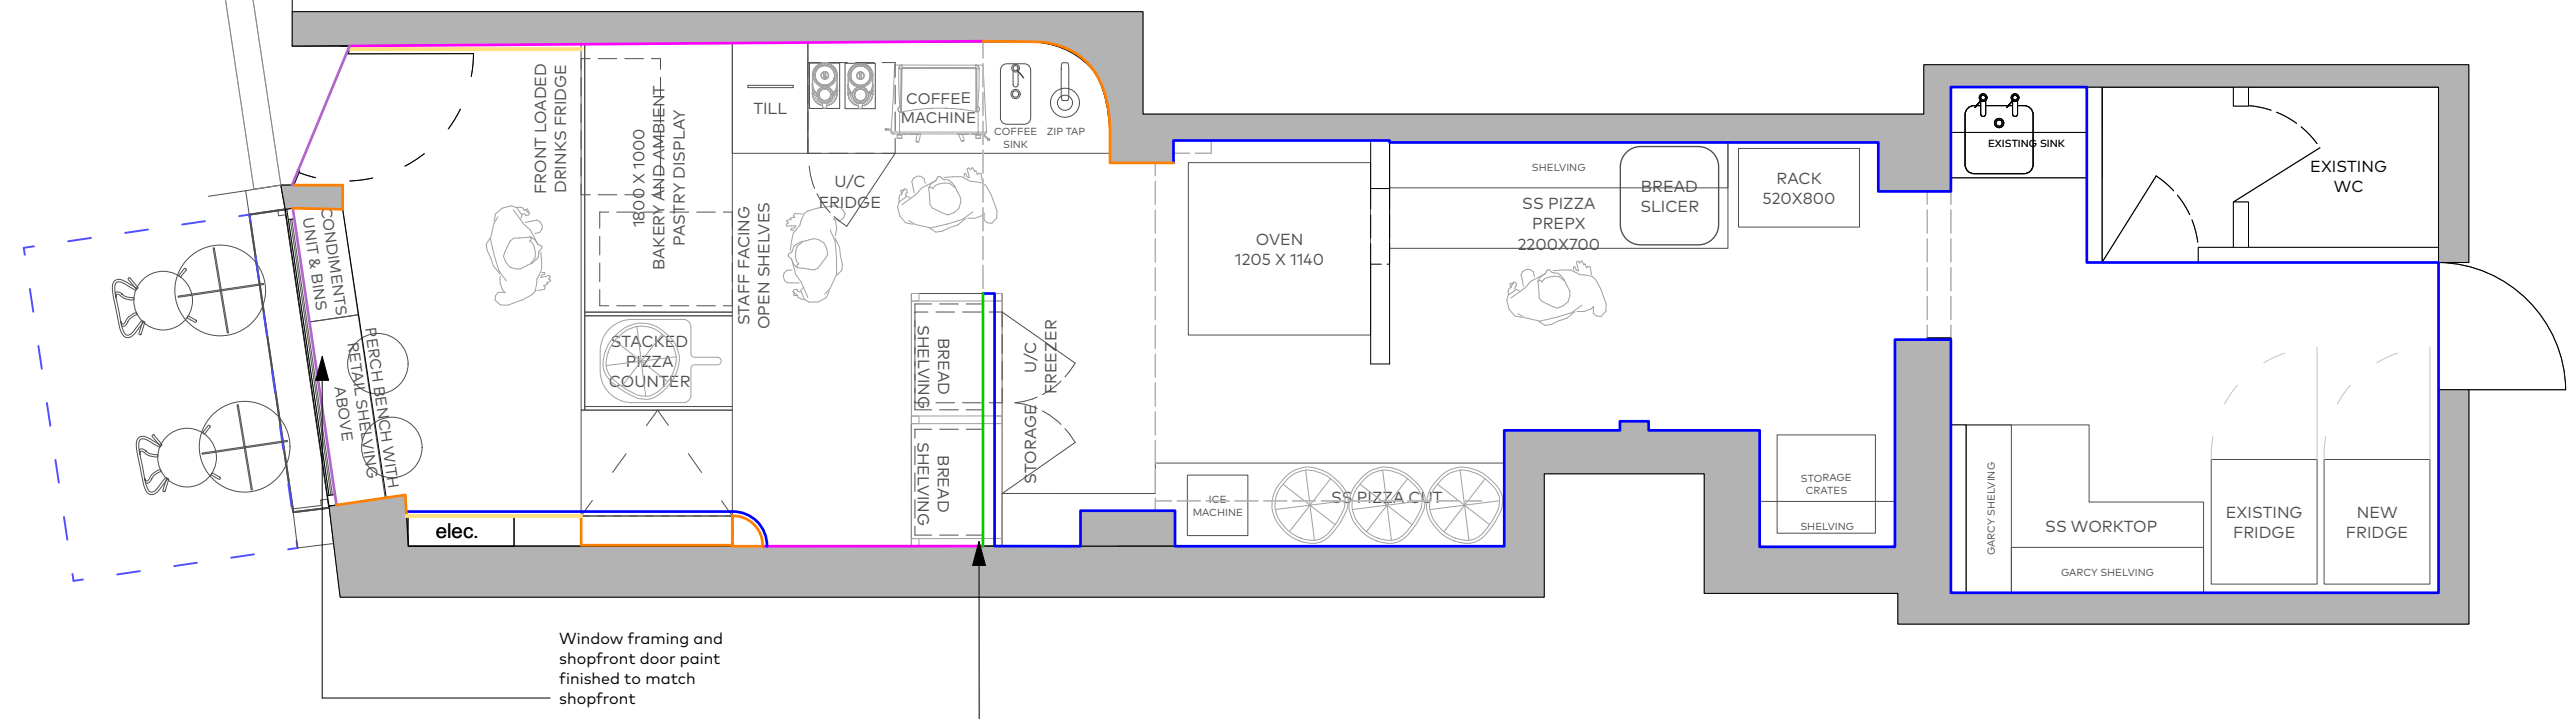 FRONT LOADED
DRINKS FRIDGE
1800 X 1000
BAKERY AND AMBIENT
PASTRY DISPLAY
TILL
COFFEE
MACHINE
COFFEE
SINK
ZIP TAP
U/C
FRIDGE
STAFF FACING
OPEN SHELVES
CONDIMENTS
UNIT & BINS
PERCH BENCH WITH
RETAIL SHELVING
ABOVE
STACKED
PIZZA
COUNTER
BREAD
SHELVING
BREAD
SHELVING
U/C
FREEZER
STORAGE
elec.
OVEN
1205 X 1140
SHELVING
SS PIZZA
PREPX
2200X700
BREAD
SLICER
RACK
520X800
ICE
MACHINE
SS PIZZA CUT
STORAGE
CRATES
SHELVING
EXISTING SINK
EXISTING
WC
GARCY SHELVING
SS WORKTOP
GARCY SHELVING
EXISTING
FRIDGE
NEW
FRIDGE
Window framing and
shopfront door paint
finished to match
shopfront